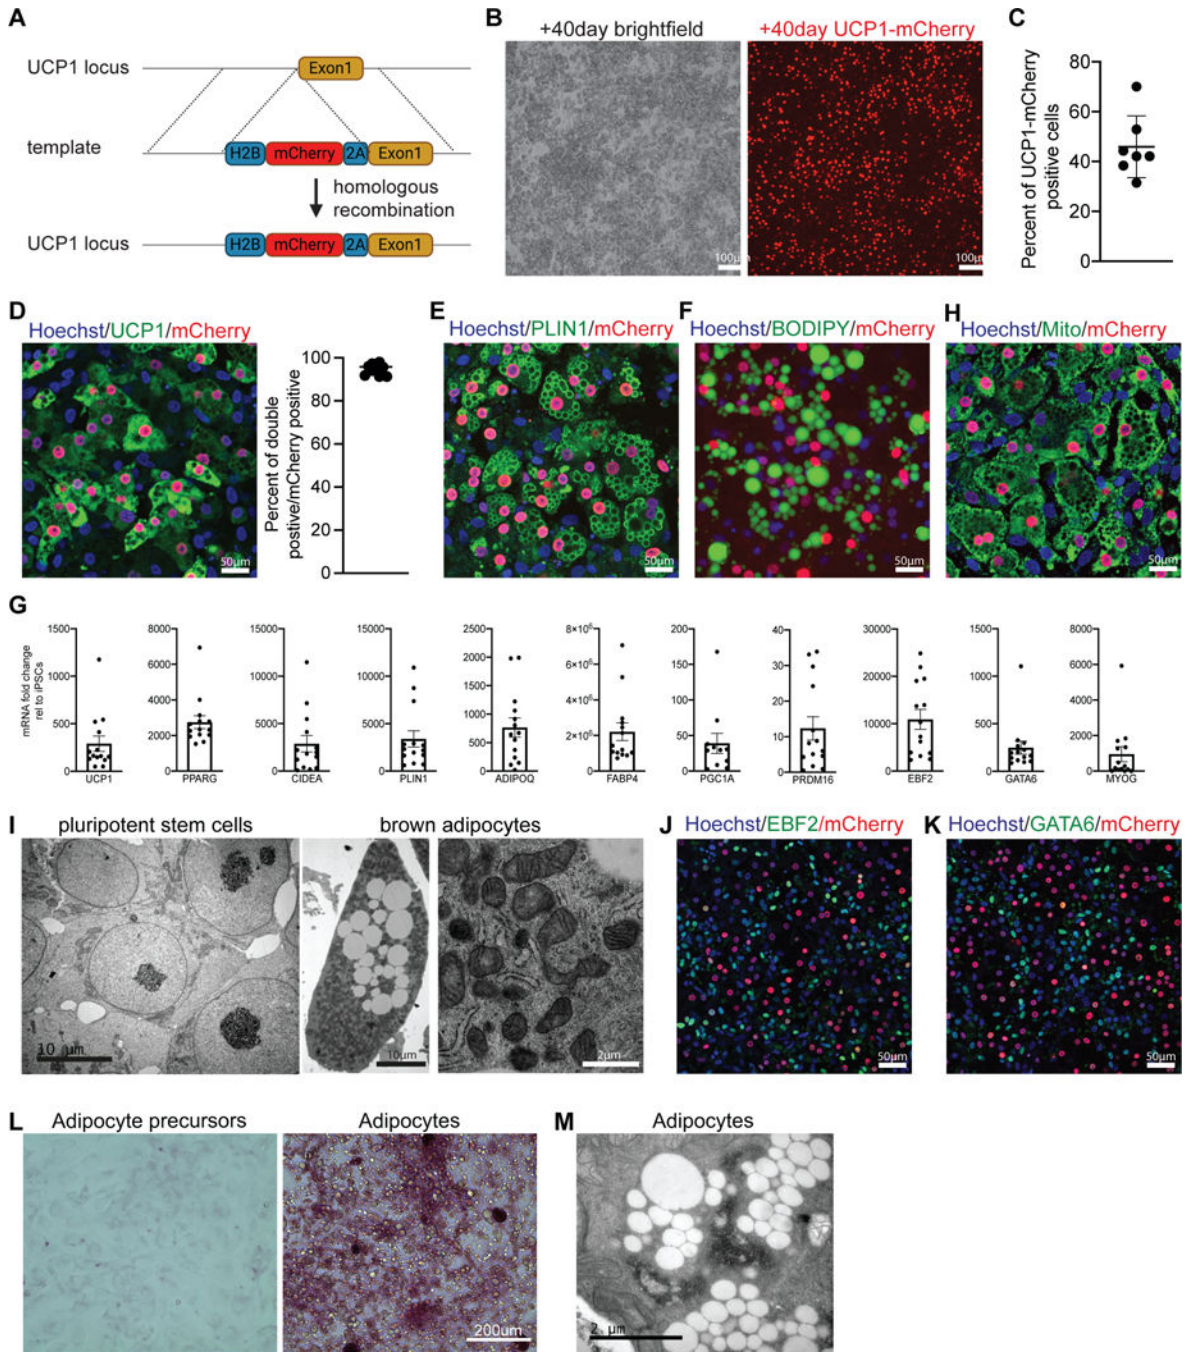 A
UCP1 locus
Exon1
template
H2B
mCherry
2A
Exon1
homologous
recombination
UCP1 locus
H2B
mCherry
2A
Exon1
B
+40day brightfield
+40day UCP1-mCherry
100µm
100µm
C
Percent of UCP1-mCherry
positive cells
80
60
40
20
0
D
Hoechst/UCP1/mCherry
50µm
Percent of double
postive/mCherry positive
100
80
60
40
20
0
E
Hoechst/PLIN1/mCherry
50µm
F
Hoechst/BODIPY/mCherry
50µm
H
Hoechst/Mito/mCherry
50µm
G
mRNA fold change
rel to iPSCs
1500
1000
500
0
UCP1
8000
6000
4000
2000
0
PPARG
15000
10000
5000
0
CIDEA
15000
10000
5000
0
PLIN1
2500
2000
1500
1000
500
0
ADIPOQ
8×10⁶
6×10⁶
4×10⁶
2×10⁶
0
FABP4
200
150
100
50
0
PGC1A
40
30
20
10
0
PRDM16
30000
20000
10000
0
EBF2
1500
1000
500
0
GATA6
8000
6000
4000
2000
0
MYOG
I
pluripotent stem cells
brown adipocytes
10 µm
10µm
2µm
J
Hoechst/EBF2/mCherry
50µm
K
Hoechst/GATA6/mCherry
50µm
L
Adipocyte precursors
Adipocytes
200um
M
Adipocytes
2 µm